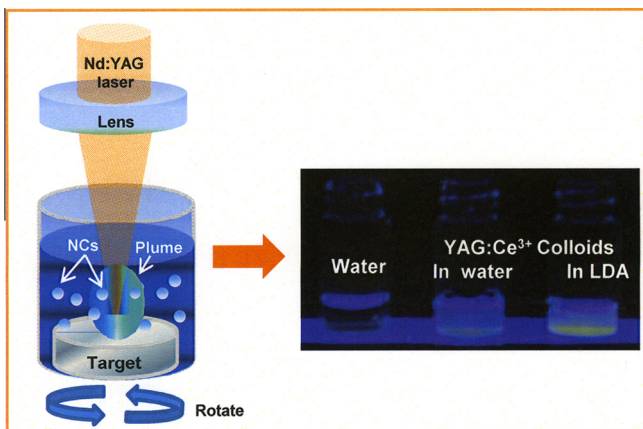 Nd:YAG
laser
Lens
NCs
Plume
Target
Rotate
Water
YAG:Ce³⁺ Colloids
In water
In LDA